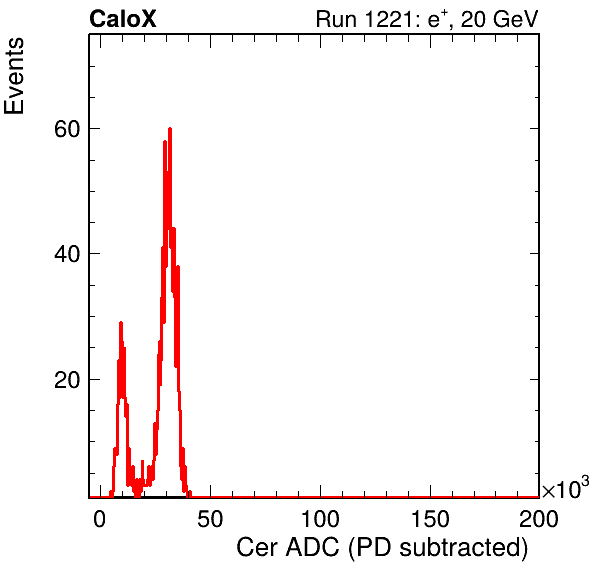 CaloX Run 1221: e⁺, 20 GeV
Events
60
40
20
0 50 100 150 200 ×10³
Cer ADC (PD subtracted)